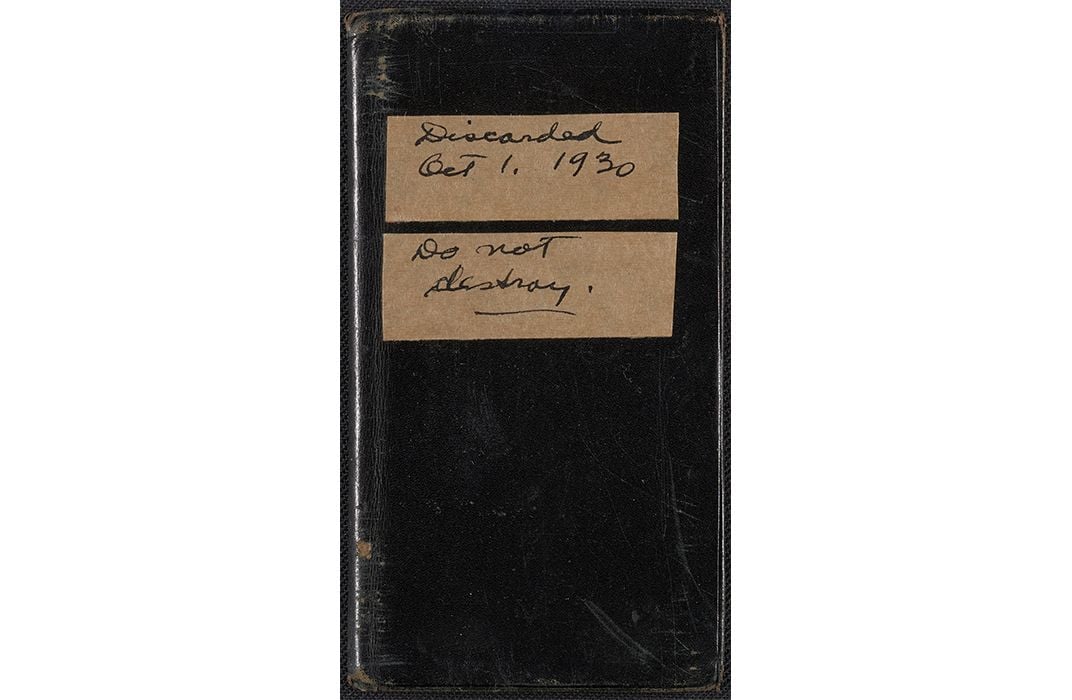 Discarded
Oct 1. 1930
Do not
destroy.